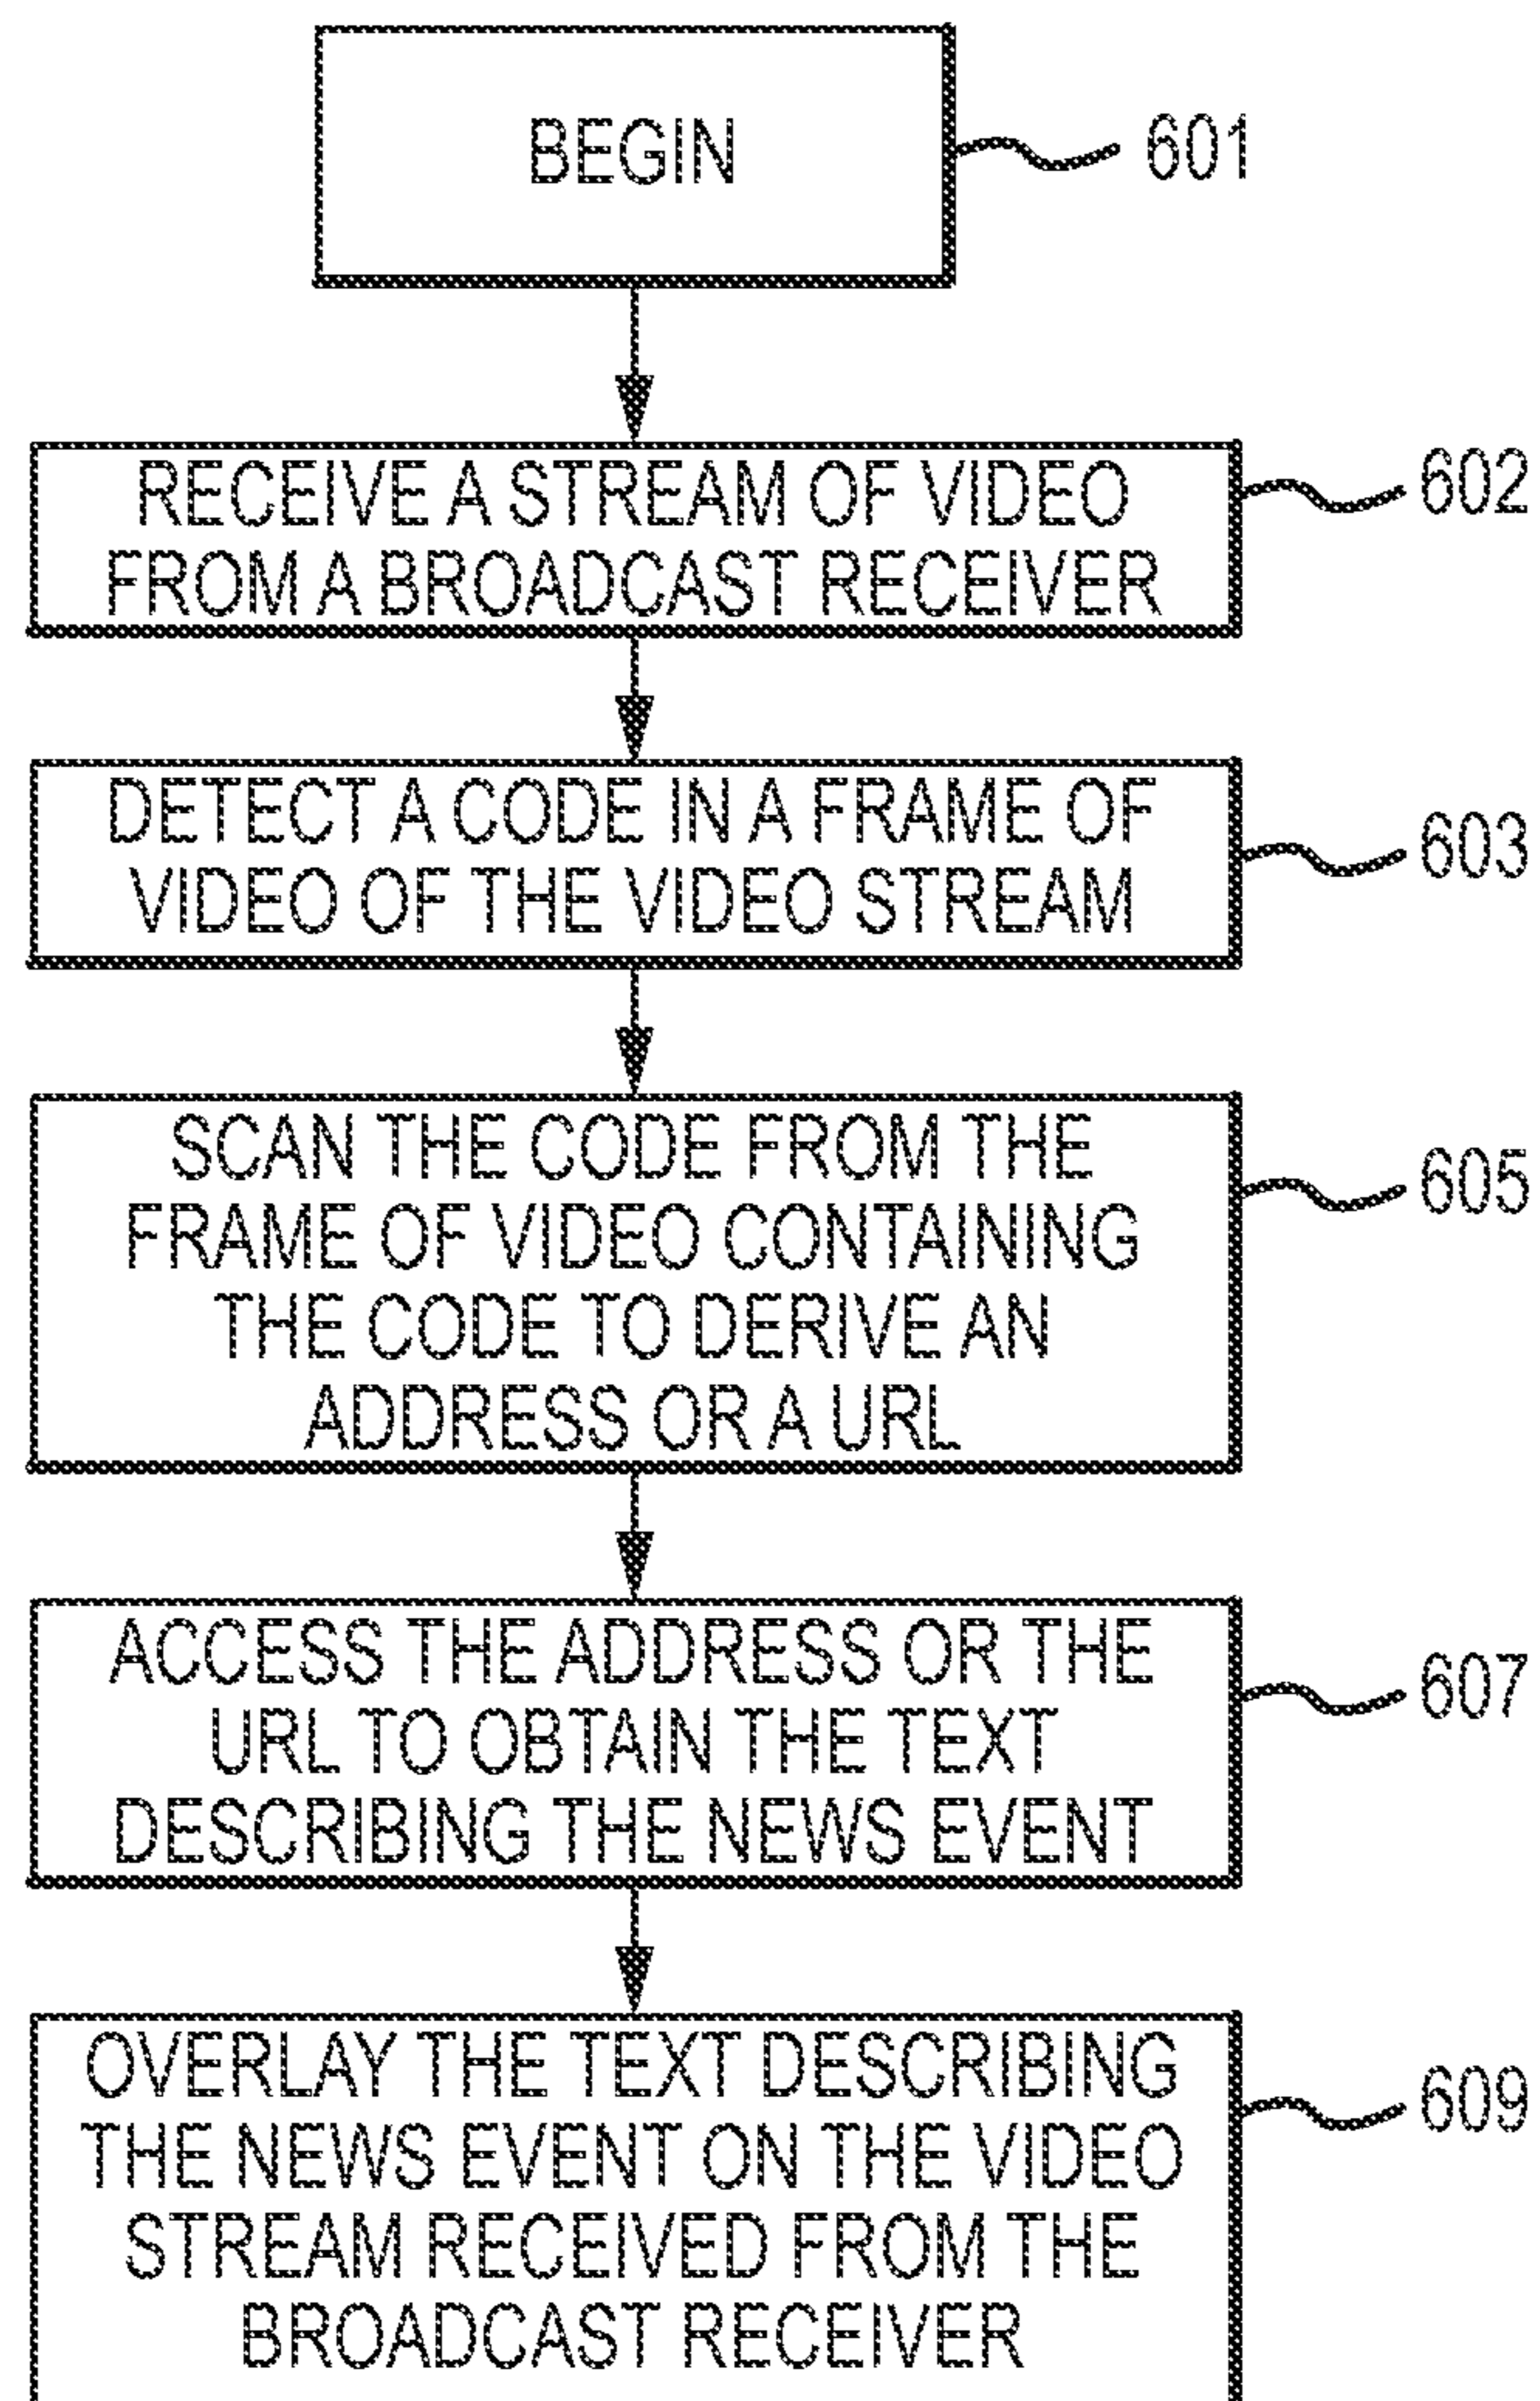 BEGIN
601
RECEIVE A STREAM OF VIDEO
FROM A BROADCAST RECEIVER
602
DETECT A CODE IN A FRAME OF
VIDEO OF THE VIDEO STREAM
603
SCAN THE CODE FROM THE
FRAME OF VIDEO CONTAINING
THE CODE TO DERIVE AN
ADDRESS OR A URL
605
ACCESS THE ADDRESS OR THE
URL TO OBTAIN THE TEXT
DESCRIBING THE NEWS EVENT
607
OVERLAY THE TEXT DESCRIBING
THE NEWS EVENT ON THE VIDEO
STREAM RECEIVED FROM THE
BROADCAST RECEIVER
609